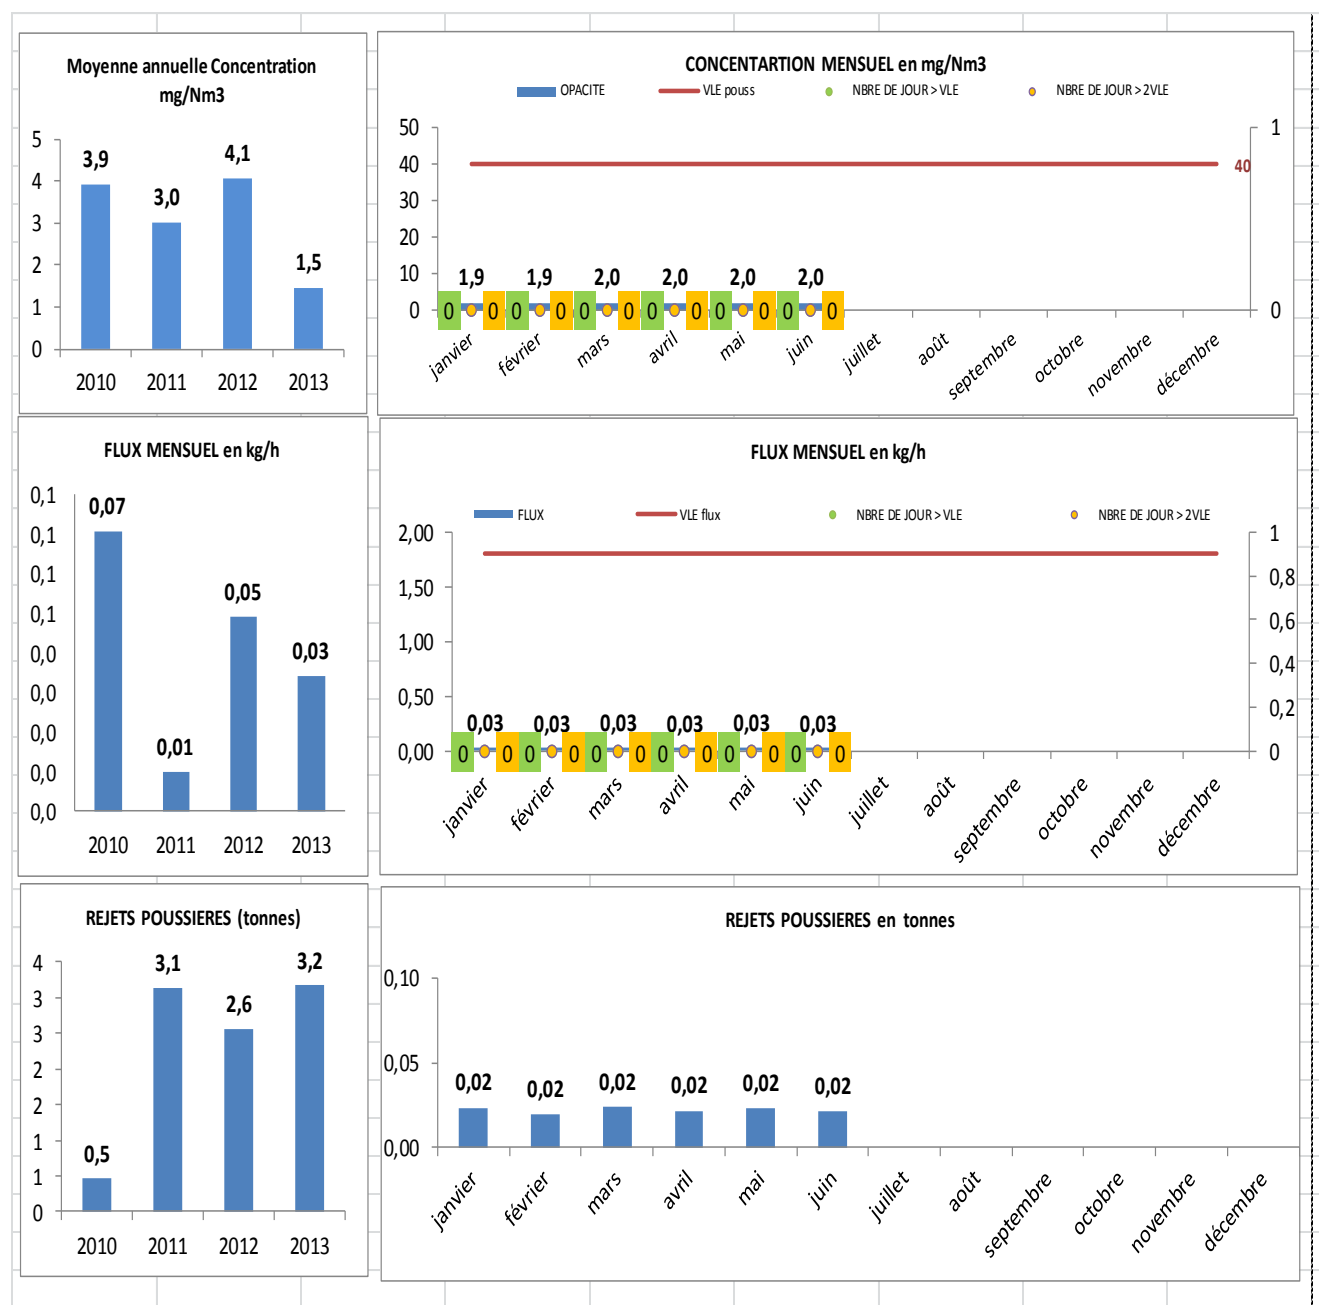 Moyenne annuelle Concentration
mg/Nm3
5
4
3
2
1
0
3,9
3,0
4,1
1,5
2010 2011 2012 2013
CONCENTARTION MENSUEL en mg/Nm3
OPACITE VLE pouss NBRE DE JOUR > VLE NBRE DE JOUR > 2VLE
50
40
30
20
10
0
1
0
40
1,9 1,9 2,0 2,0 2,0 2,0
0 0 0 0 0 0 0 0 0 0 0 0
janvier février mars avril mai juin juillet août septembre octobre novembre décembre
FLUX MENSUEL en kg/h
0,1
0,1
0,1
0,1
0,0
0,0
0,0
0,0
0,0
0,07
0,01
0,05
0,03
2010 2011 2012 2013
FLUX MENSUEL en kg/h
FLUX VLE flux NBRE DE JOUR > VLE NBRE DE JOUR > 2VLE
2,00
1,50
1,00
0,50
0,00
1
0,8
0,6
0,4
0,2
0
0,03 0,03 0,03 0,03 0,03 0,03
0 0 0 0 0 0 0 0 0 0 0 0
janvier février mars avril mai juin juillet août septembre octobre novembre décembre
REJETS POUSSIERES (tonnes)
4
3
3
2
2
1
1
0
0,5
3,1
2,6
3,2
2010 2011 2012 2013
REJETS POUSSIERES en tonnes
0,10
0,05
0,00
0,02 0,02 0,02 0,02 0,02 0,02
janvier février mars avril mai juin juillet août septembre octobre novembre décembre